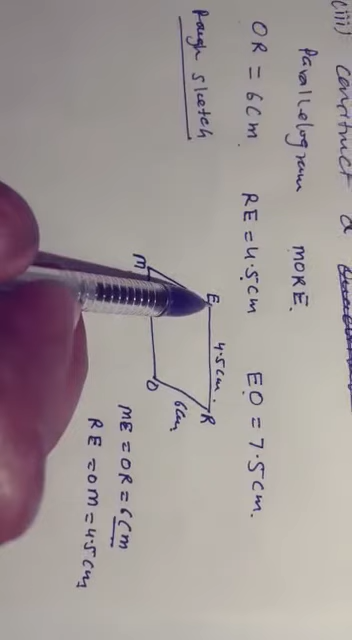 (iii) Construct a
Parallelogram MORE.
OR = 6cm. RE = 4.5cm EO = 7.5cm.
Rough sketch
E 4.5cm. R
M O 6cm
ME = OR = 6cm
RE = OM = 4.5cm